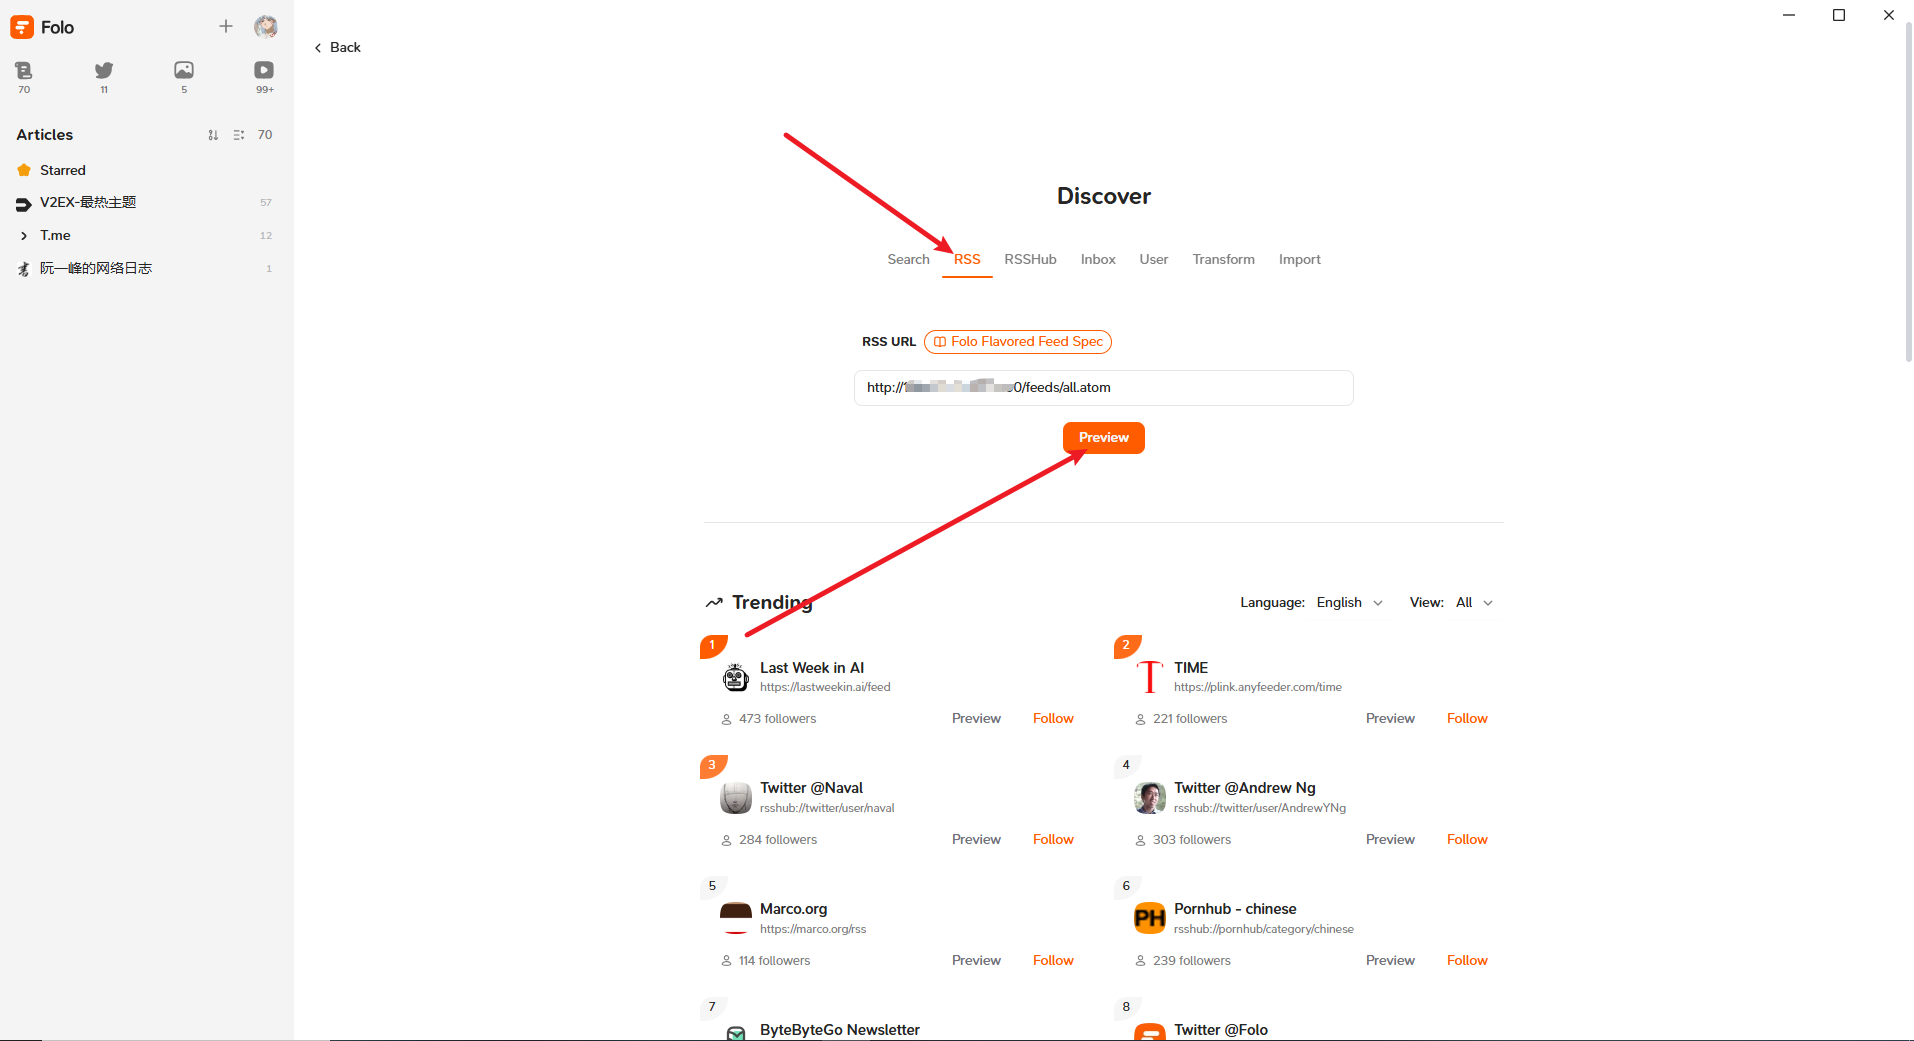 Folo
70
11
5
99+
Articles
70
Starred
V2EX-最热主题
57
T.me
12
阮一峰的网络日志
1
Back
Discover
Search
RSS
RSSHub
Inbox
User
Transform
Import
RSS URL
Folo Flavored Feed Spec
http://
0/feeds/all.atom
Preview
Trending
Language: English
View: All
1
Last Week in AI
https://lastweekin.ai/feed
473 followers
Preview
Follow
2
TIME
https://plink.anyfeeder.com/time
221 followers
Preview
Follow
3
Twitter @Naval
rsshub://twitter/user/naval
284 followers
Preview
Follow
4
Twitter @Andrew Ng
rsshub://twitter/user/AndrewYNg
303 followers
Preview
Follow
5
Marco.org
https://marco.org/rss
114 followers
Preview
Follow
6
PH
Pornhub - chinese
rsshub://pornhub/category/chinese
239 followers
Preview
Follow
7
ByteByteGo Newsletter
8
Twitter @Folo